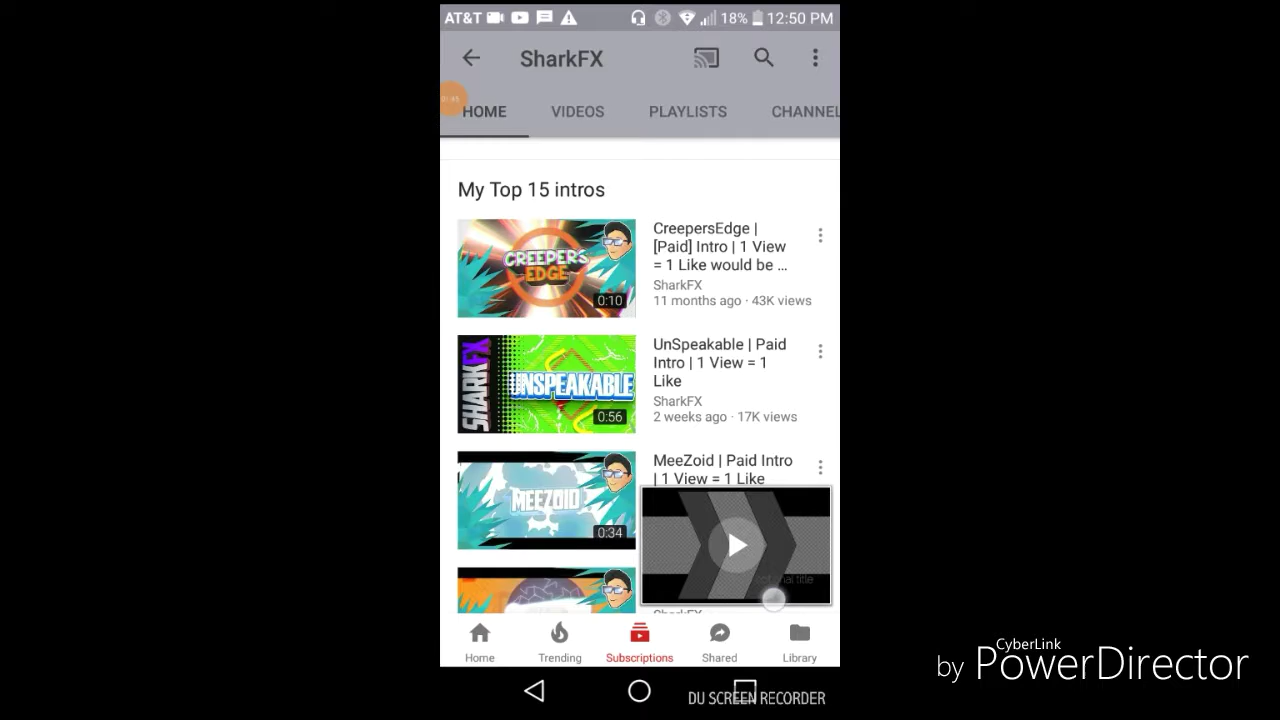 AT&T 18% 12:50 PM
SharkFX
HOME VIDEOS PLAYLISTS CHANNEL
My Top 15 intros
CREEPERS
EDGE
0:10
CreepersEdge |
[Paid] Intro | 1 View
= 1 Like would be ...
SharkFX
11 months ago · 43K views
SHARKFX
UNSPEAKABLE
0:56
UnSpeakable | Paid
Intro | 1 View = 1
Like
SharkFX
2 weeks ago · 17K views
MEEZOID
0:34
MeeZoid | Paid Intro
| 1 View = 1 Like
title
SharkFX
Home Trending Subscriptions Shared Library
DU SCREEN RECORDER
by CyberLink PowerDirector